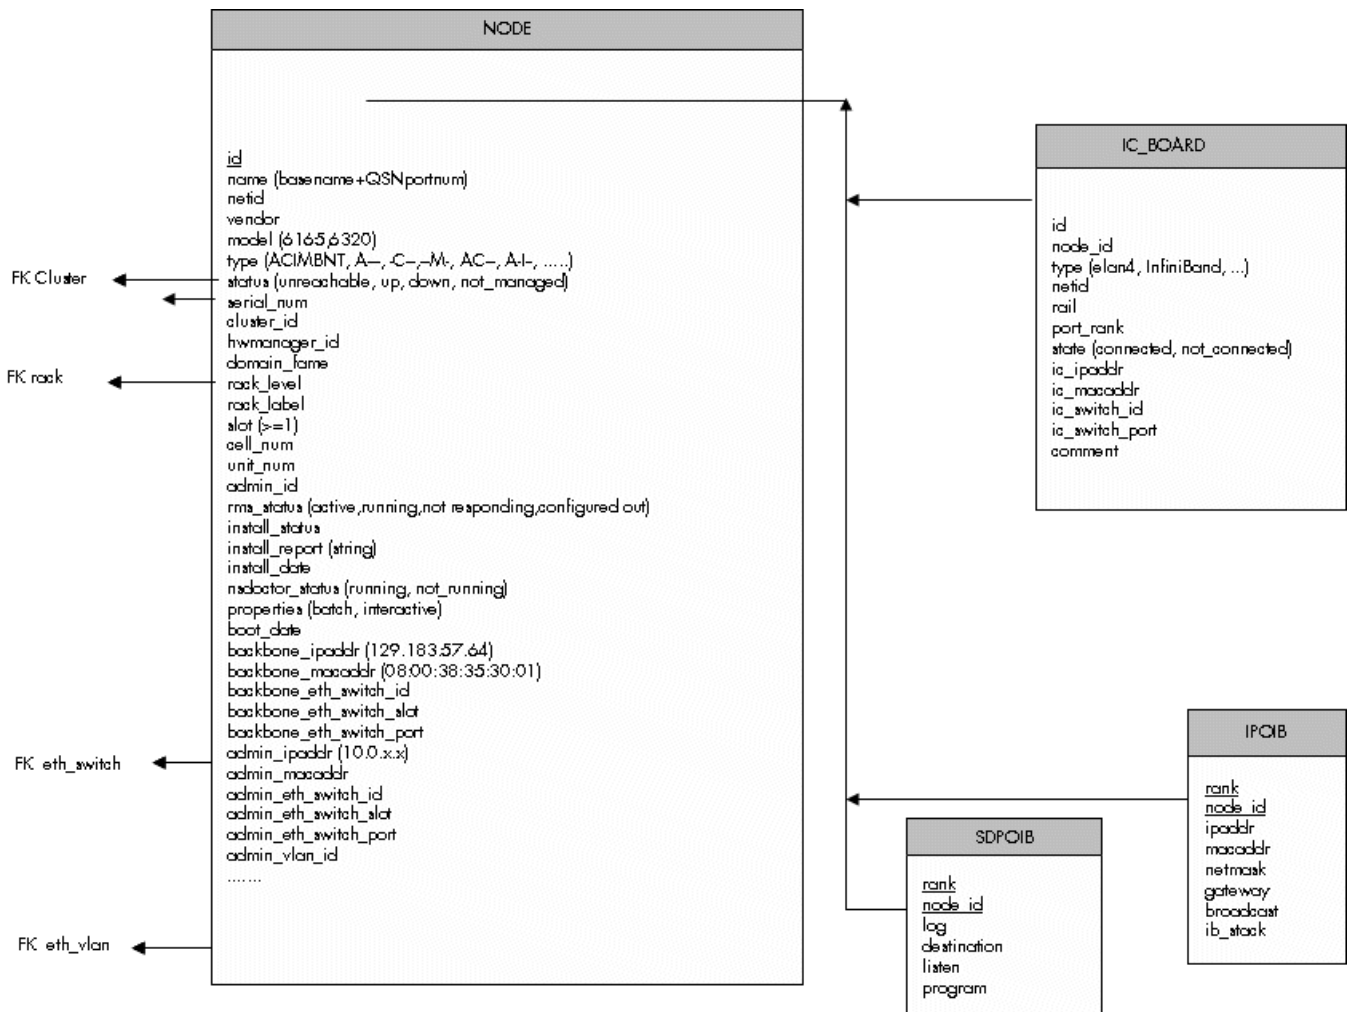 NODE
id
name (basename+QSNportnum)
netid
vendor
model (6165,6320)
type (ACIMBNT, A---, -C--,--M-, AC--, A-I-, .....)
status (unreachable, up, down, not_managed)
serial_num
cluster_id
hwmanager_id
domain_fame
rack_level
rack_label
slot (>=1)
cell_num
unit_num
admin_id
rms_status (active,running,not responding,configured out)
install_status
install_report (string)
install_date
nsdoctor_status (running, not_running)
properties (batch, interactive)
boot_date
backbone_ipaddr (129.183.57.64)
backbone_macaddr (08:00:38:35:30:01)
backbone_eth_switch_id
backbone_eth_switch_slot
backbone_eth_switch_port
admin_ipaddr (10.0.x.x)
admin_macaddr
admin_eth_switch_id
admin_eth_switch_slot
admin_eth_switch_port
admin_vlan_id
.......
FK Cluster
FK rack
FK eth_switch
FK eth_vlan
IC_BOARD
id
node_id
type (elan4, InfiniBand, ...)
netid
rail
port_rank
state (connected, not_connected)
ic_ipaddr
ic_macaddr
ic_switch_id
ic_switch_port
comment
SDPOIB
rank
node_id
log
destination
listen
program
IPOIB
rank
node_id
ipaddr
macaddr
netmask
gateway
broadcast
ib_stack